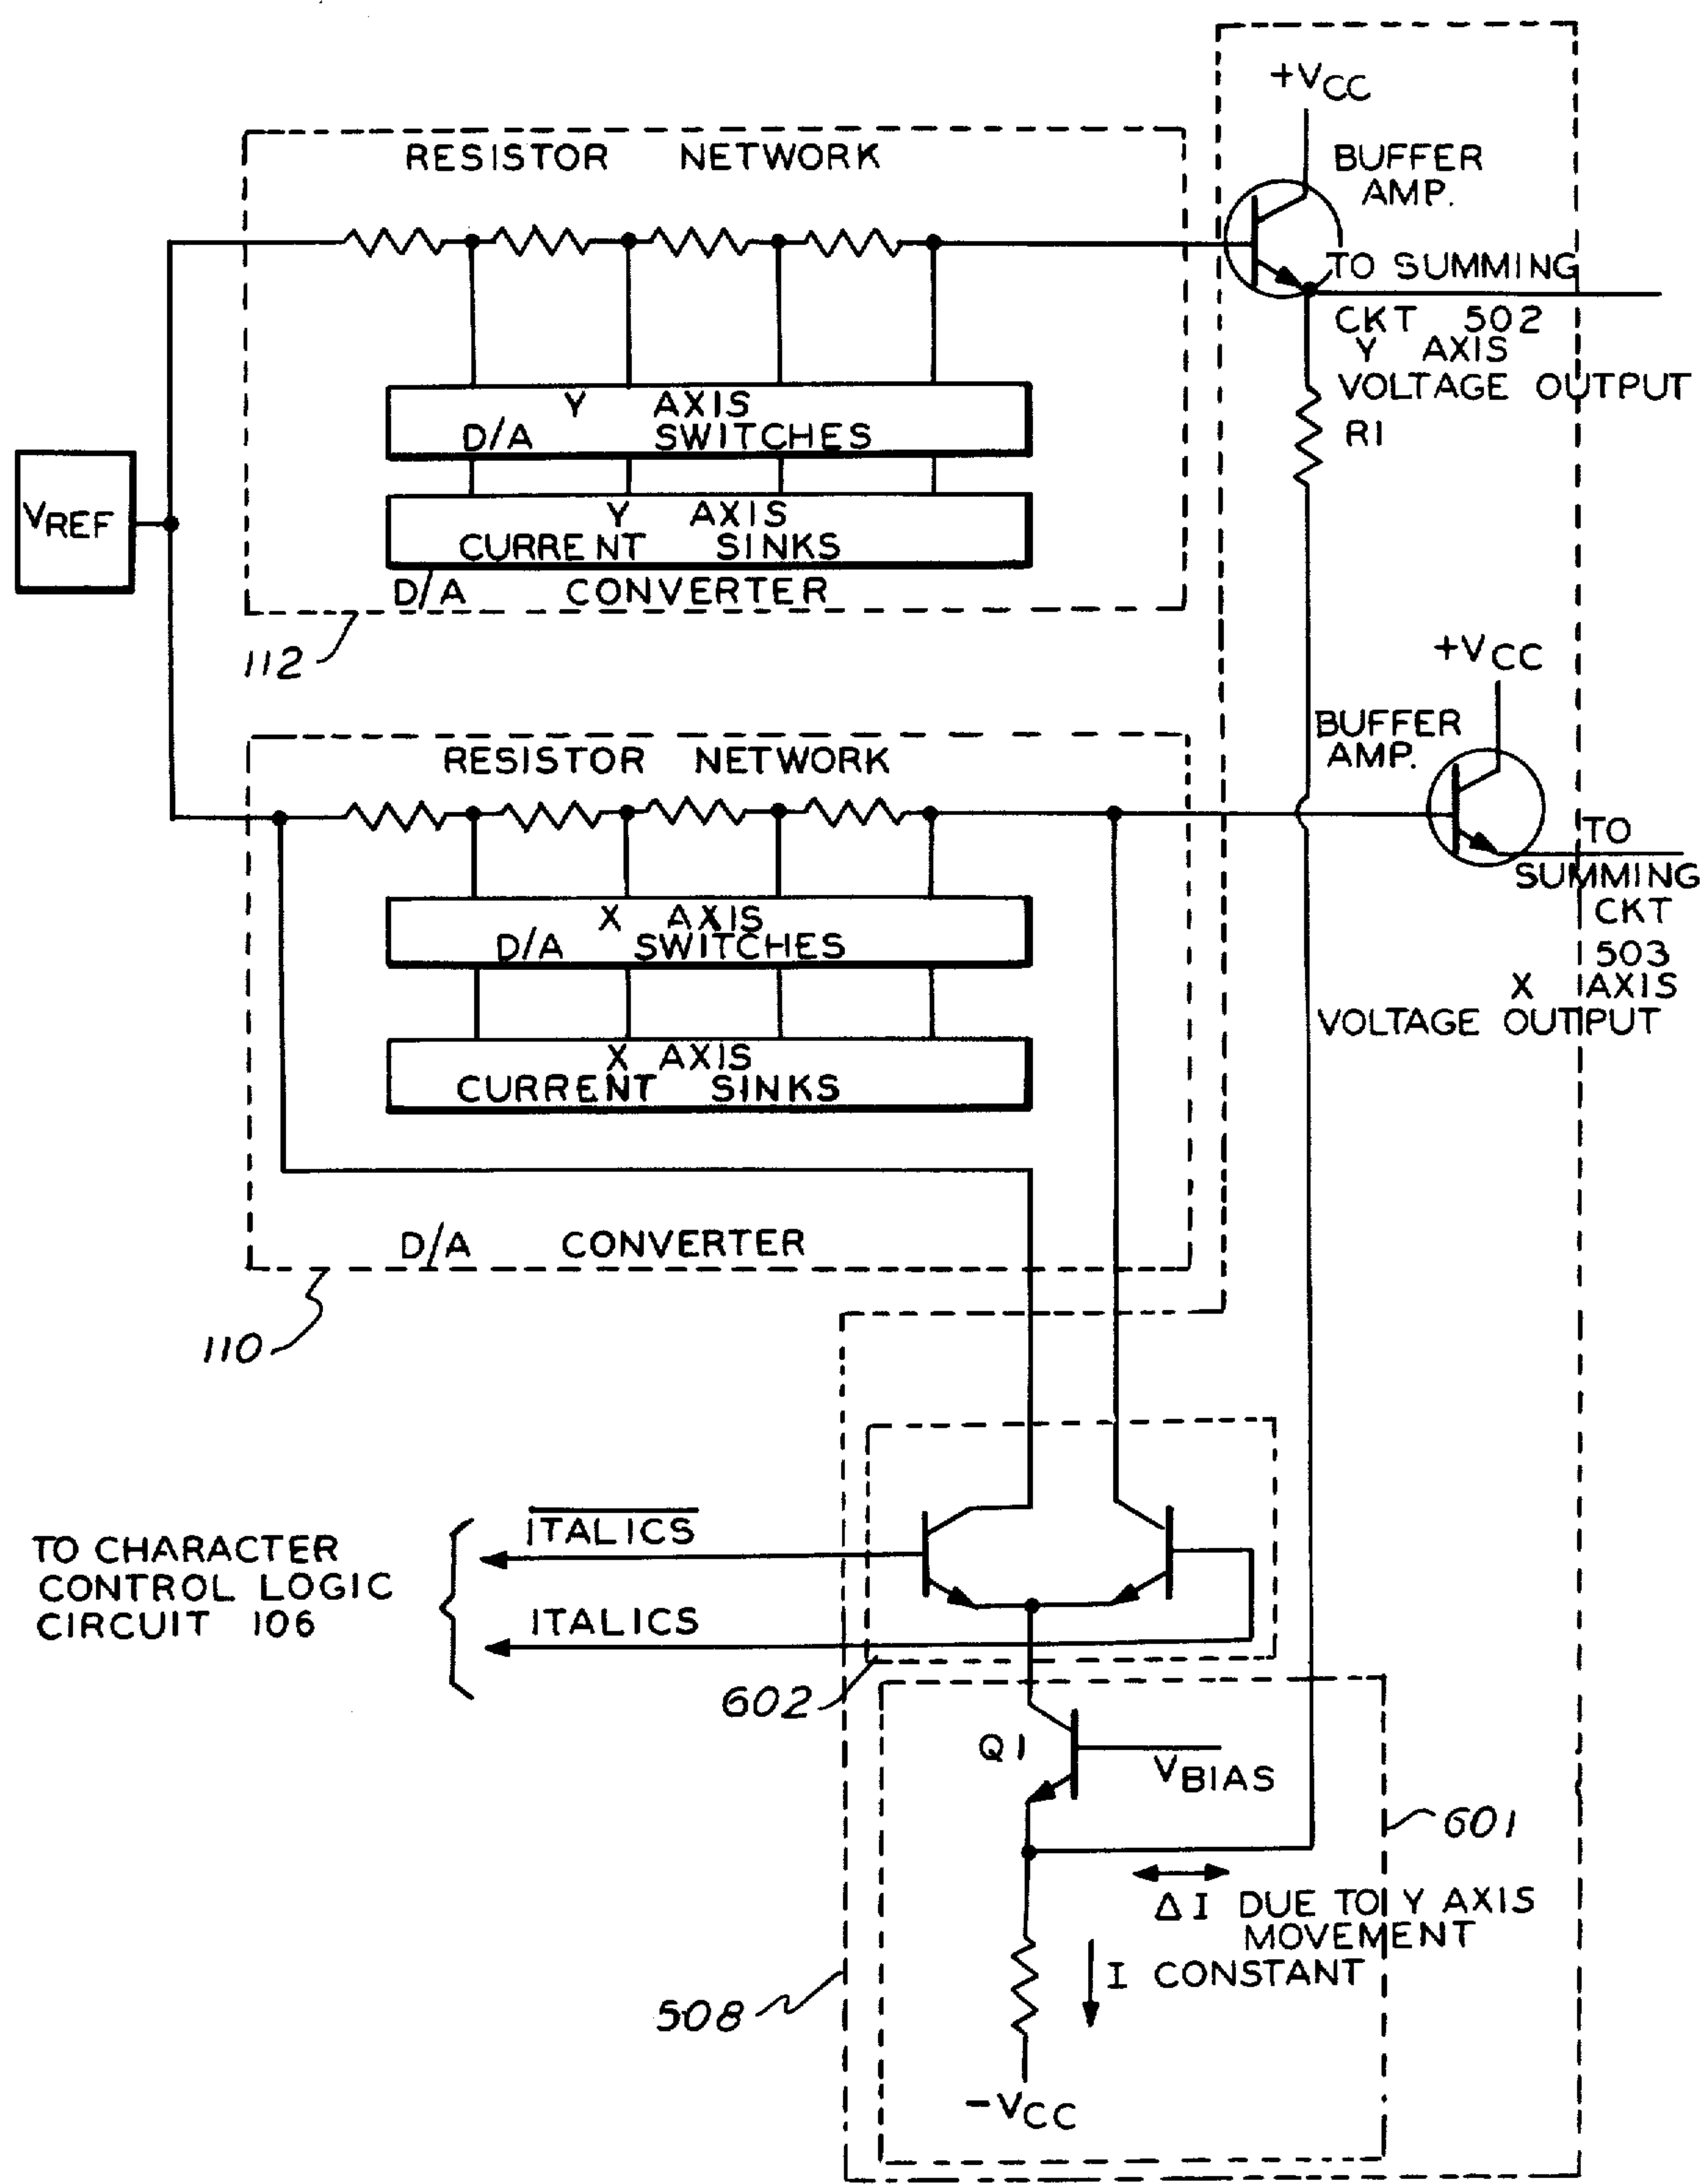 +VCC
BUFFER
AMP.
RESISTOR NETWORK
TO SUMMING
CKT 502
Y AXIS
VOLTAGE OUTPUT
R1
Y AXIS
D/A SWITCHES
VREF
Y AXIS
CURRENT SINKS
D/A CONVERTER
112
+VCC
BUFFER
AMP.
RESISTOR NETWORK
TO
SUMMING
CKT
503
X AXIS
VOLTAGE OUTPUT
X AXIS
D/A SWITCHES
X AXIS
CURRENT SINKS
D/A CONVERTER
110
ITALICS
TO CHARACTER
CONTROL LOGIC
CIRCUIT 106
ITALICS
602
Q1
VBIAS
601
ΔI DUE TO Y AXIS
MOVEMENT
I CONSTANT
508
-VCC